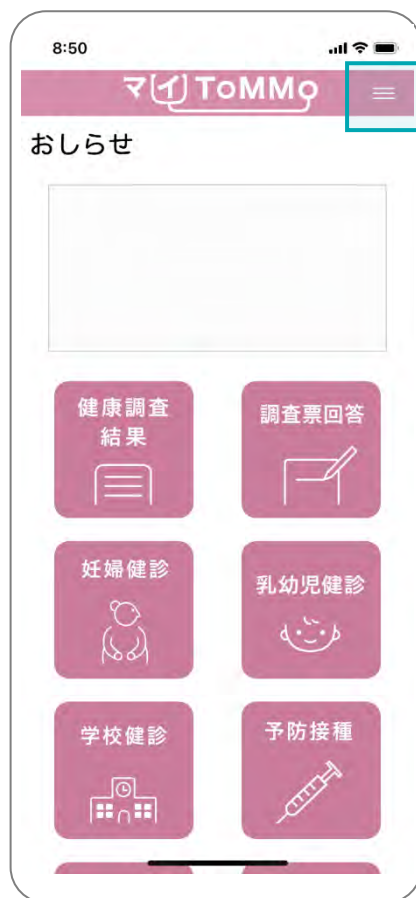 8:50
マイToMMo
おしらせ
健康調査
結果
調査票回答
妊婦健診
乳幼児健診
学校健診
予防接種